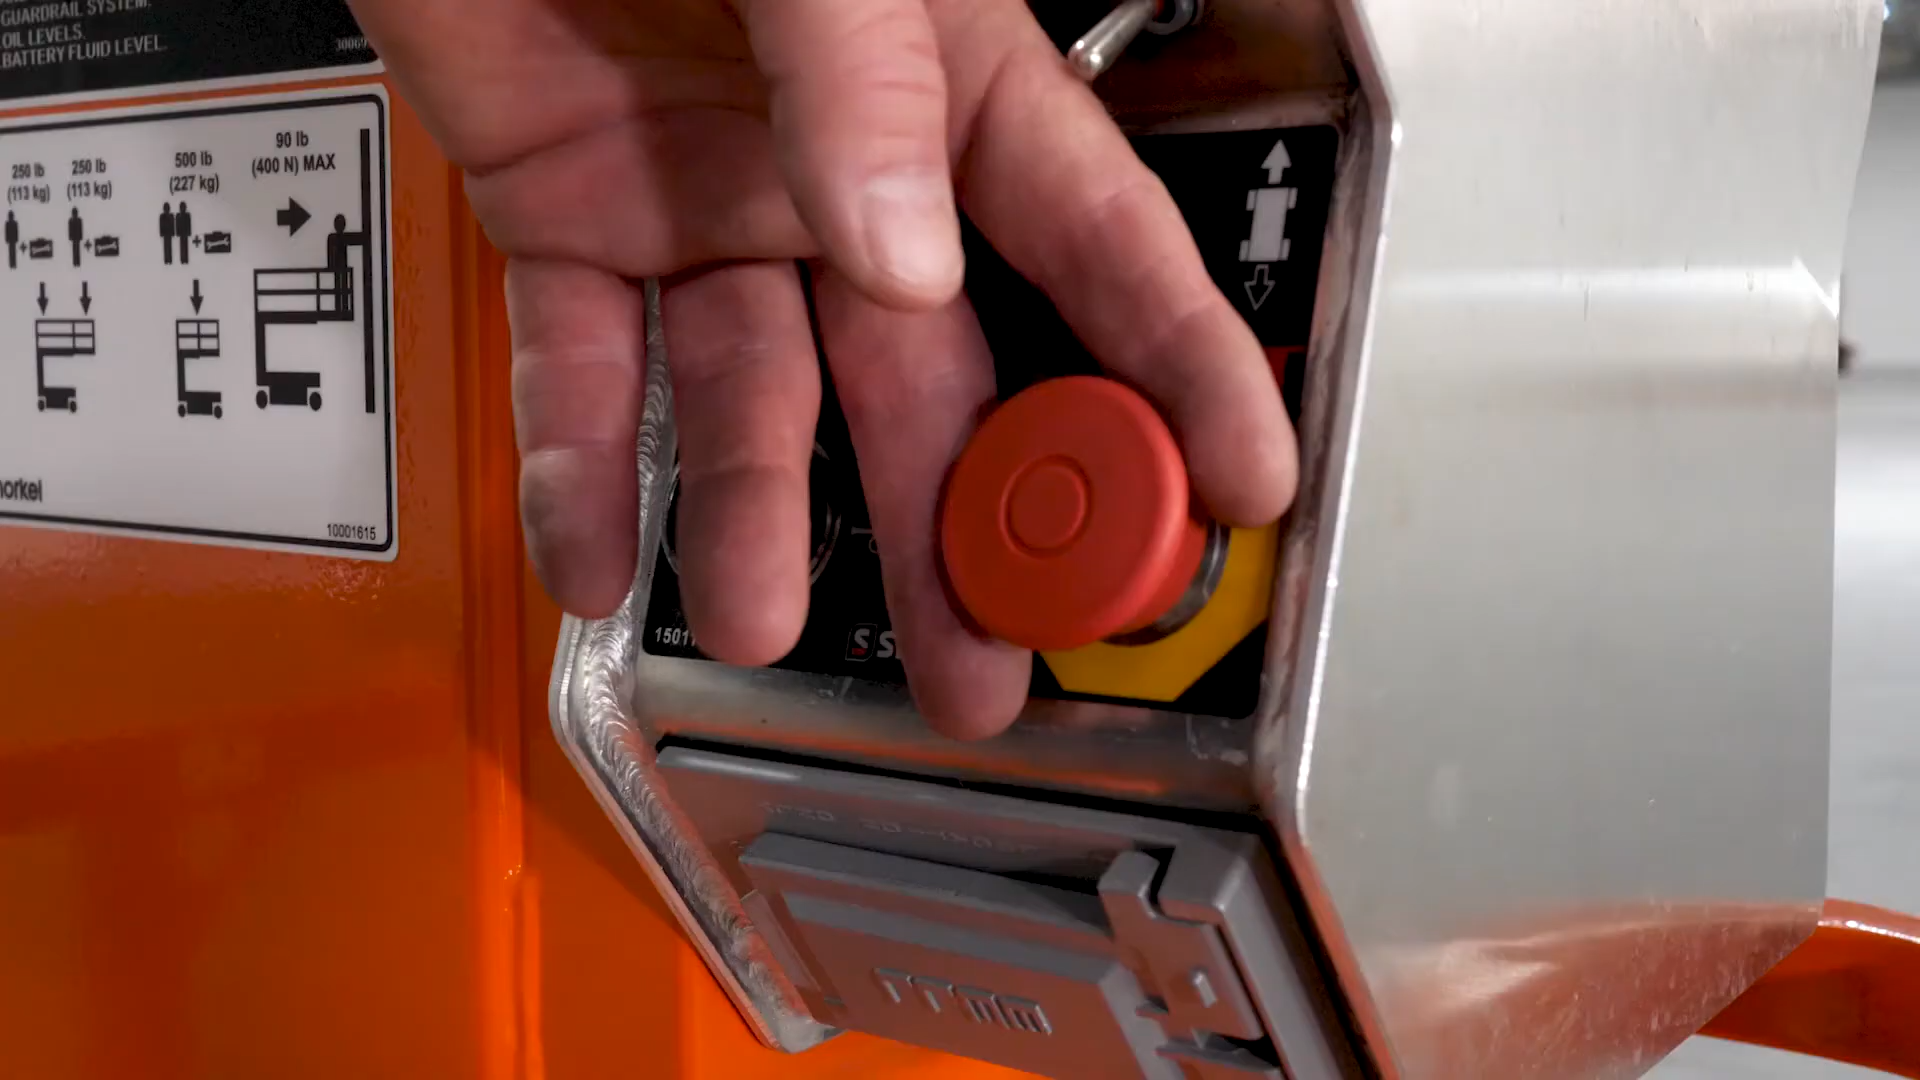 GUARDRAIL SYSTEM.
OIL LEVELS.
BATTERY FLUID LEVEL.
90 lb
(400 N) MAX
250 lb
(113 kg)
250 lb
(113 kg)
500 lb
(227 kg)
+
+
+
norkel
10001615
1501
S